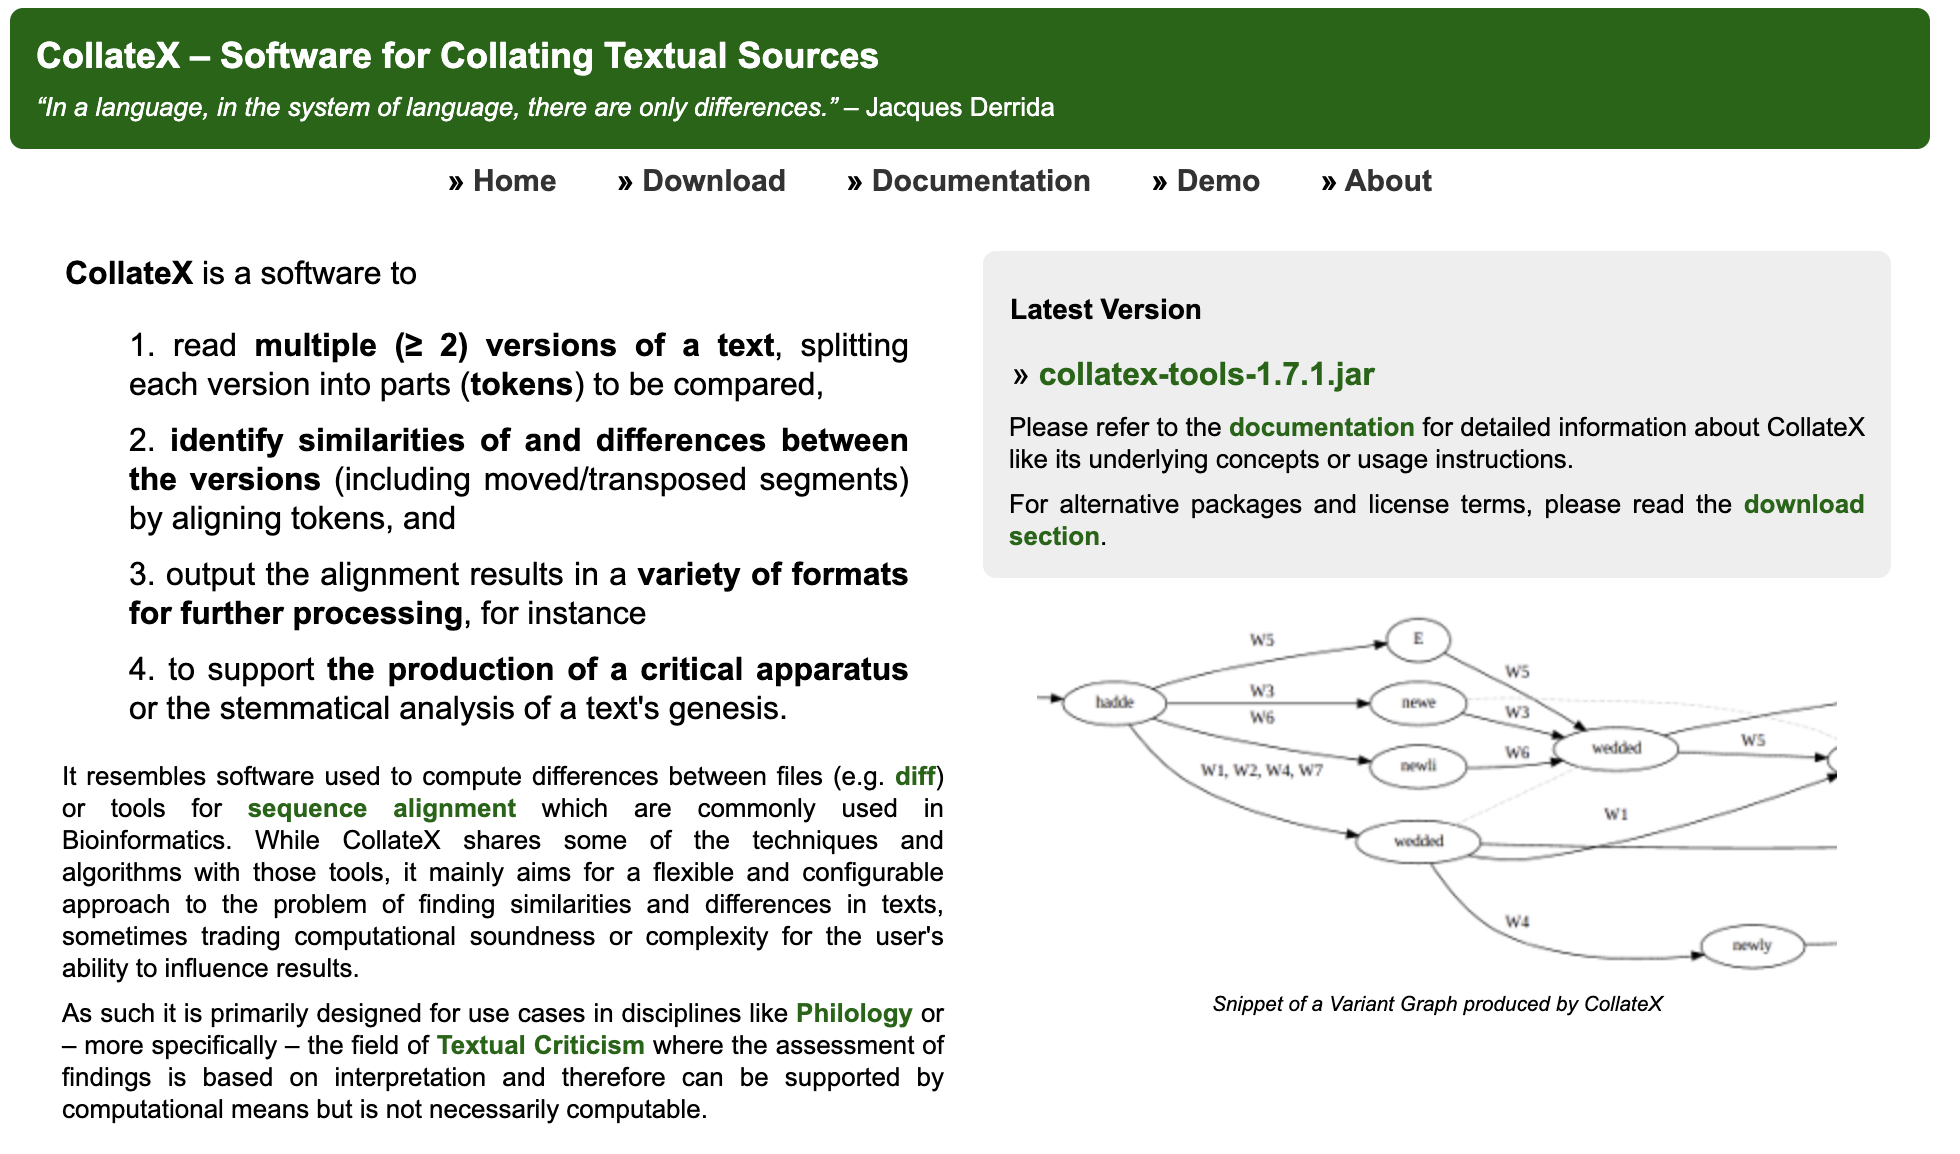 CollateX – Software for Collating Textual Sources
“In a language, in the system of language, there are only differences.” – Jacques Derrida
» Home » Download » Documentation » Demo » About
CollateX is a software to
1. read multiple (≥ 2) versions of a text, splitting
each version into parts (tokens) to be compared,
2. identify similarities of and differences between
the versions (including moved/transposed segments)
by aligning tokens, and
3. output the alignment results in a variety of formats
for further processing, for instance
4. to support the production of a critical apparatus
or the stemmatical analysis of a text's genesis.
It resembles software used to compute differences between files (e.g. diff)
or tools for sequence alignment which are commonly used in
Bioinformatics. While CollateX shares some of the techniques and
algorithms with those tools, it mainly aims for a flexible and configurable
approach to the problem of finding similarities and differences in texts,
sometimes trading computational soundness or complexity for the user's
ability to influence results.
As such it is primarily designed for use cases in disciplines like Philology or
– more specifically – the field of Textual Criticism where the assessment of
findings is based on interpretation and therefore can be supported by
computational means but is not necessarily computable.
Latest Version
» collatex-tools-1.7.1.jar
Please refer to the documentation for detailed information about CollateX
like its underlying concepts or usage instructions.
For alternative packages and license terms, please read the download
section.
W5
E
W5
hadde
W3
newe
W3
W6
wedded
W5
W6
newli
W1, W2, W4, W7
W1
wedded
W4
newly
Snippet of a Variant Graph produced by CollateX